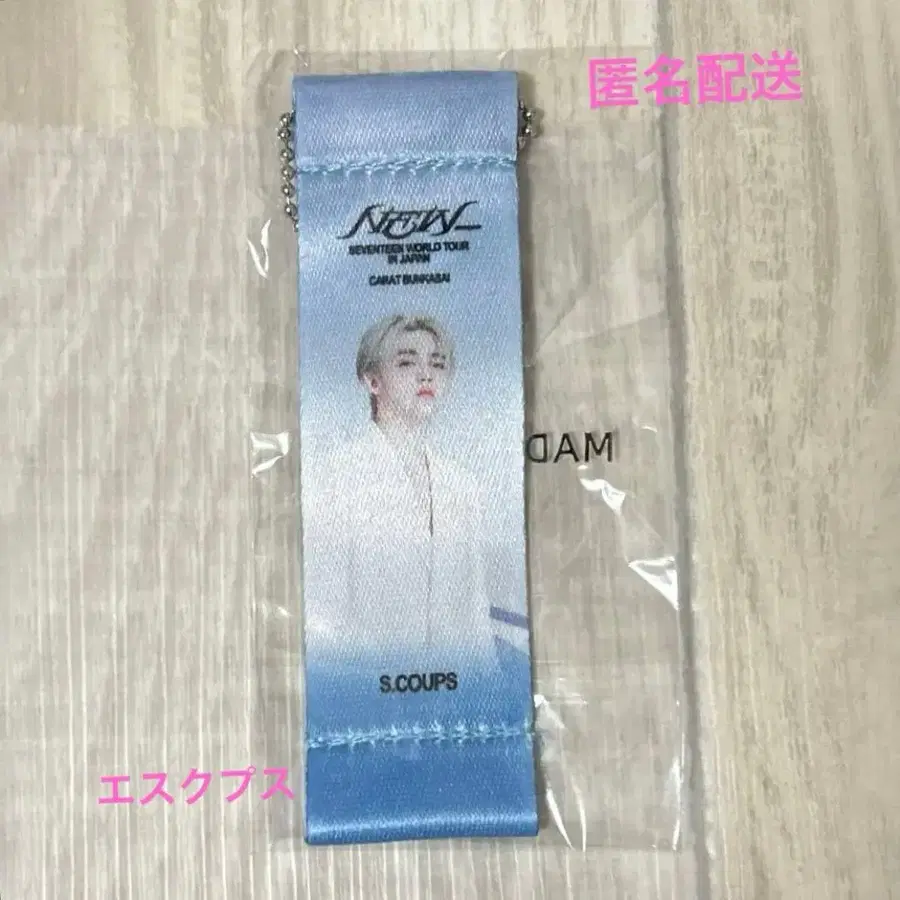 匿名配送
NEW_
SEVENTEEN WORLD TOUR
IN JAPAN
CARAT BUNKASAI
MAD
S.COUPS
エスクプス